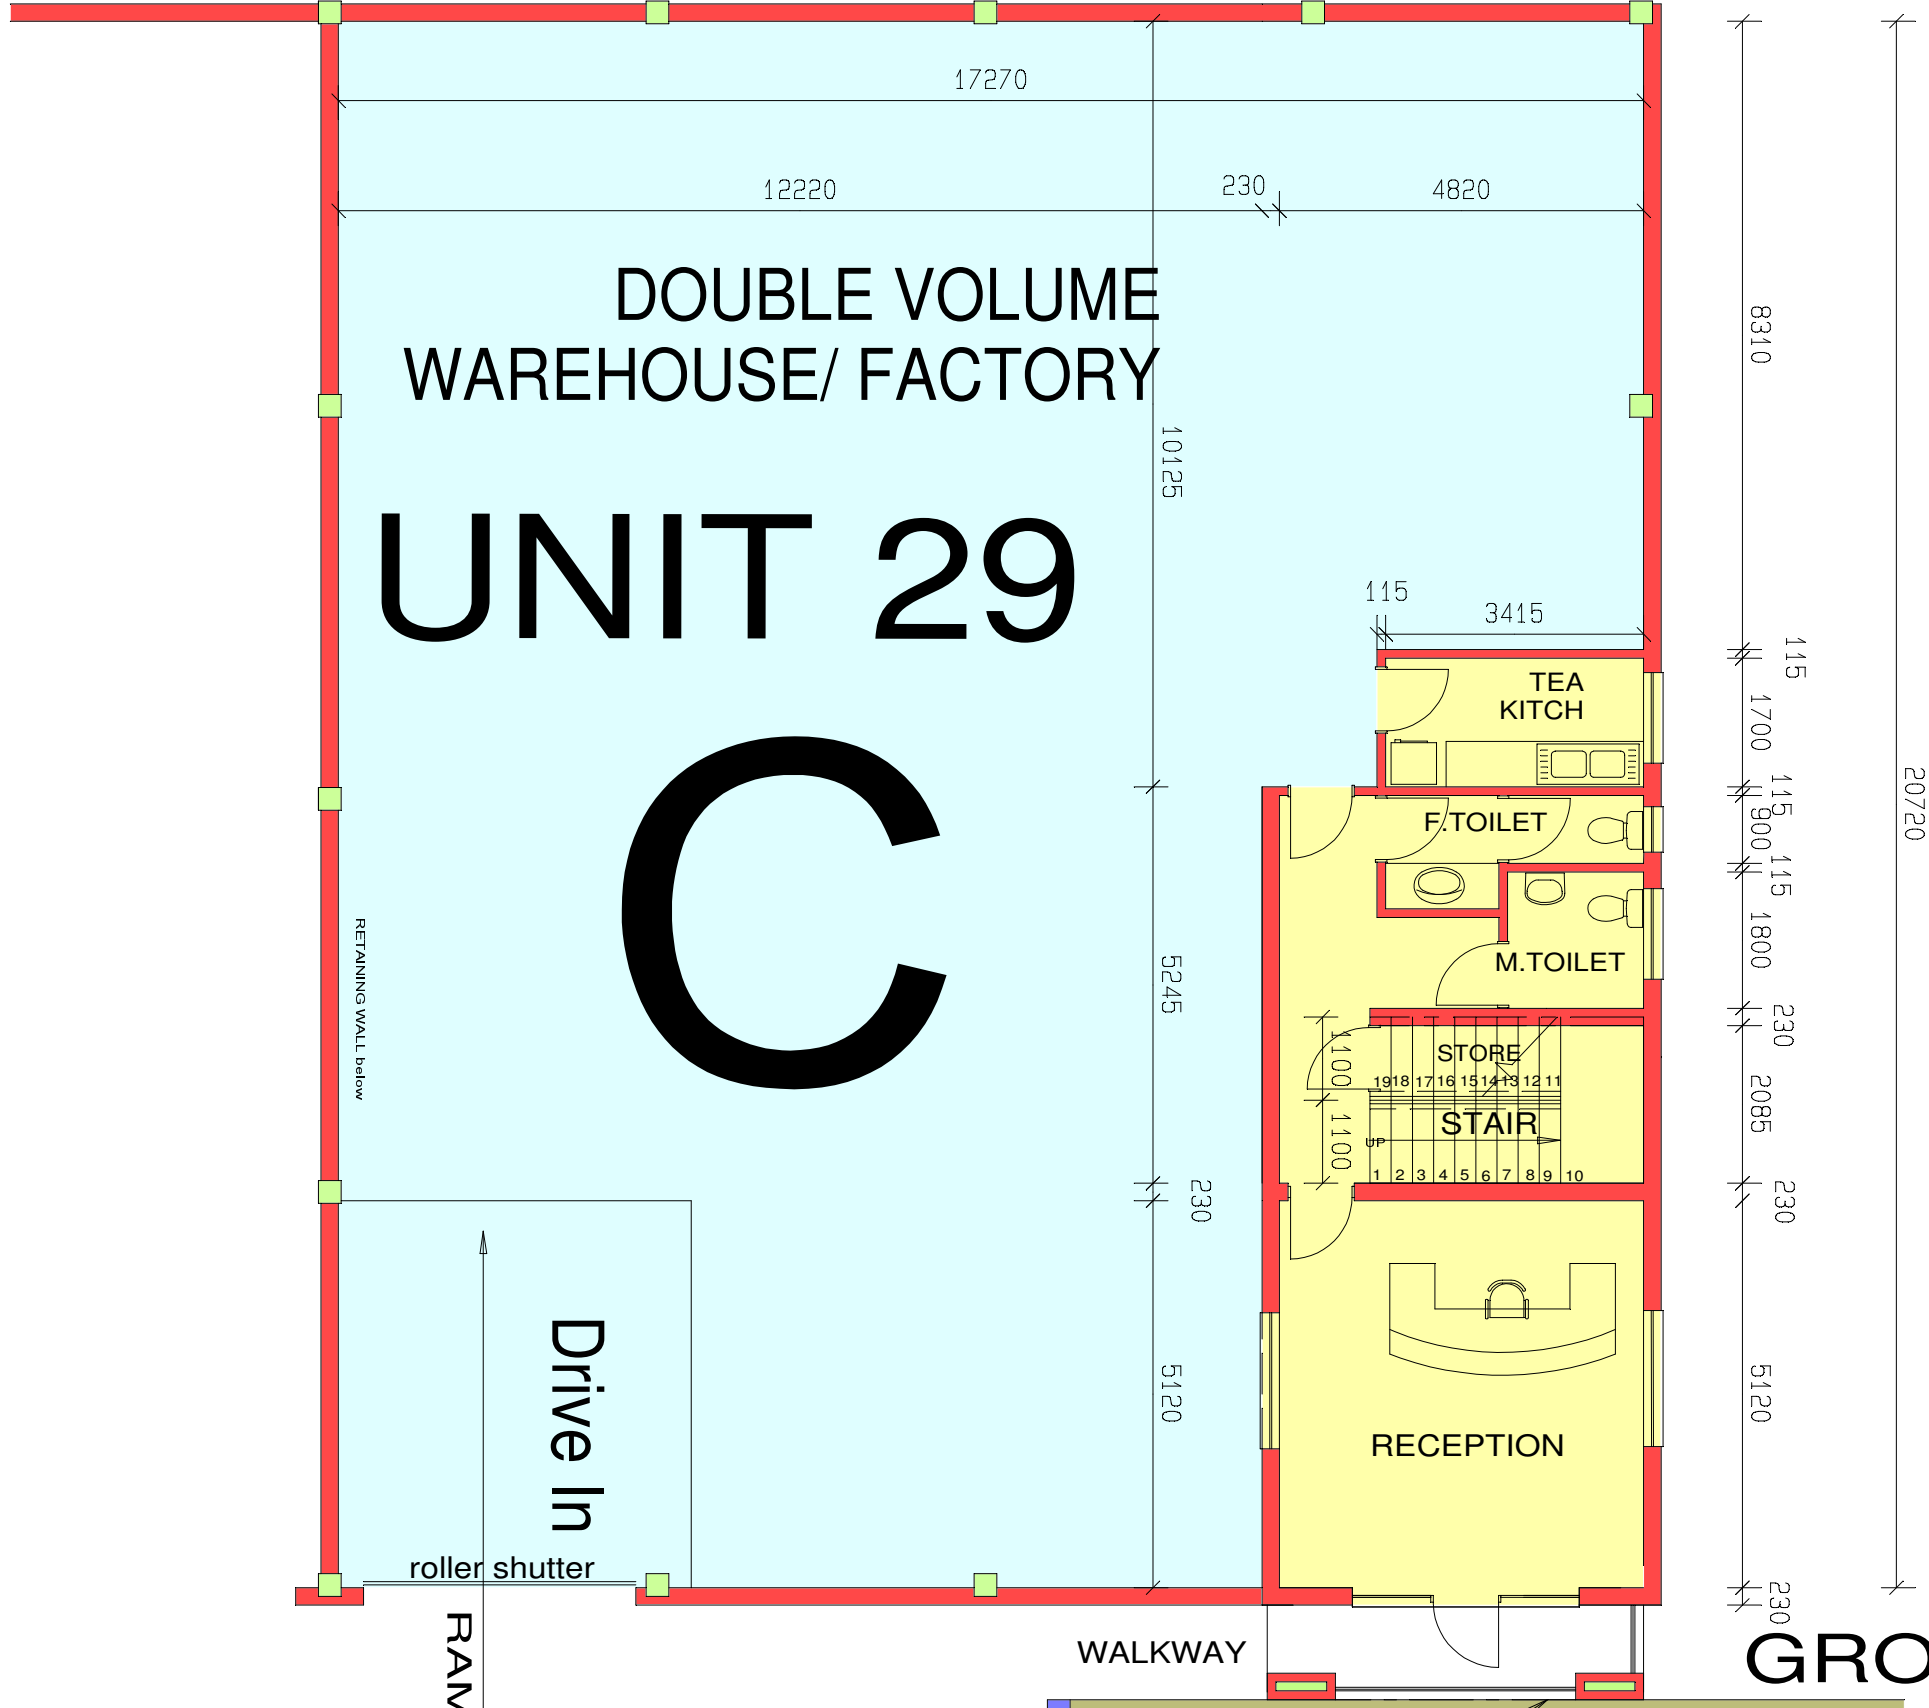 17270
12220
230
4820
DOUBLE VOLUME
WAREHOUSE/ FACTORY
8310
10125
UNIT 29
115
3415
115
TEA
KITCH
1700
20720
115
F.TOILET
900
C
115
RETAINING WALL below
5245
1800
M.TOILET
230
1100
STORE
19 18 17 16 15 14 13 12 11
2085
1100
STAIR
UP
1 2 3 4 5 6 7 8 9 10
230
230
Drive In
5120
5120
RECEPTION
roller shutter
230
RAM
WALKWAY
GRO